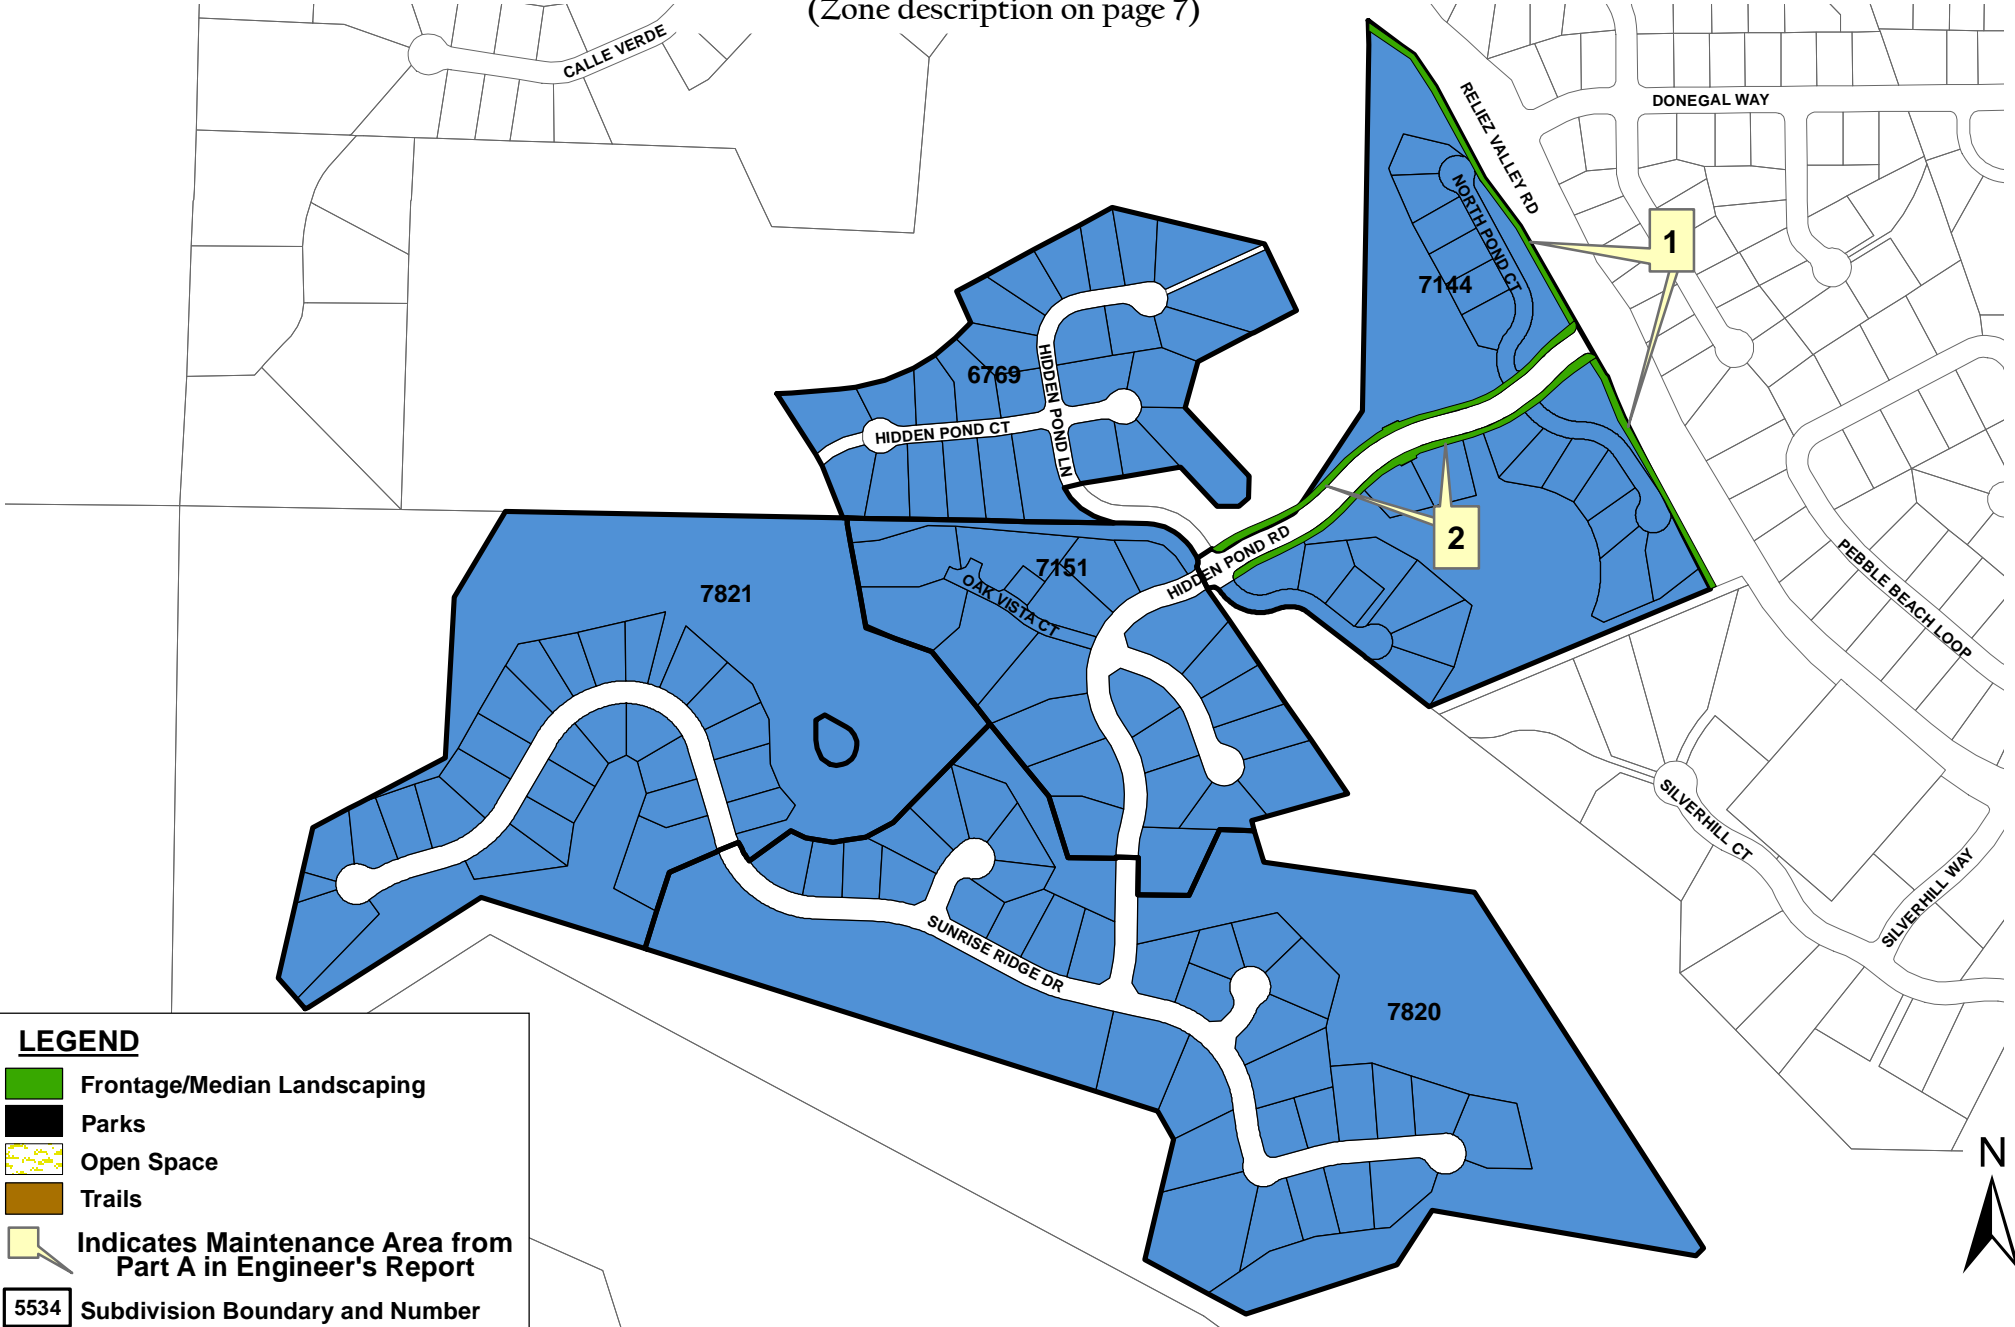 (Zone description on page 7)
CALLE VERDE
RELIEZ VALLEY RD
DONEGAL WAY
NORTH POND CT
1
7144
6769
HIDDEN POND LN
HIDDEN POND CT
2
HIDDEN POND RD
7151
OAK VISTA CT
7821
PEBBLE BEACH LOOP
SILVERHILL CT
SILVERHILL WAY
SUNRISE RIDGE DR
7820
LEGEND
Frontage/Median Landscaping
Parks
Open Space
Trails
Indicates Maintenance Area from
Part A in Engineer's Report
5534 Subdivision Boundary and Number
N